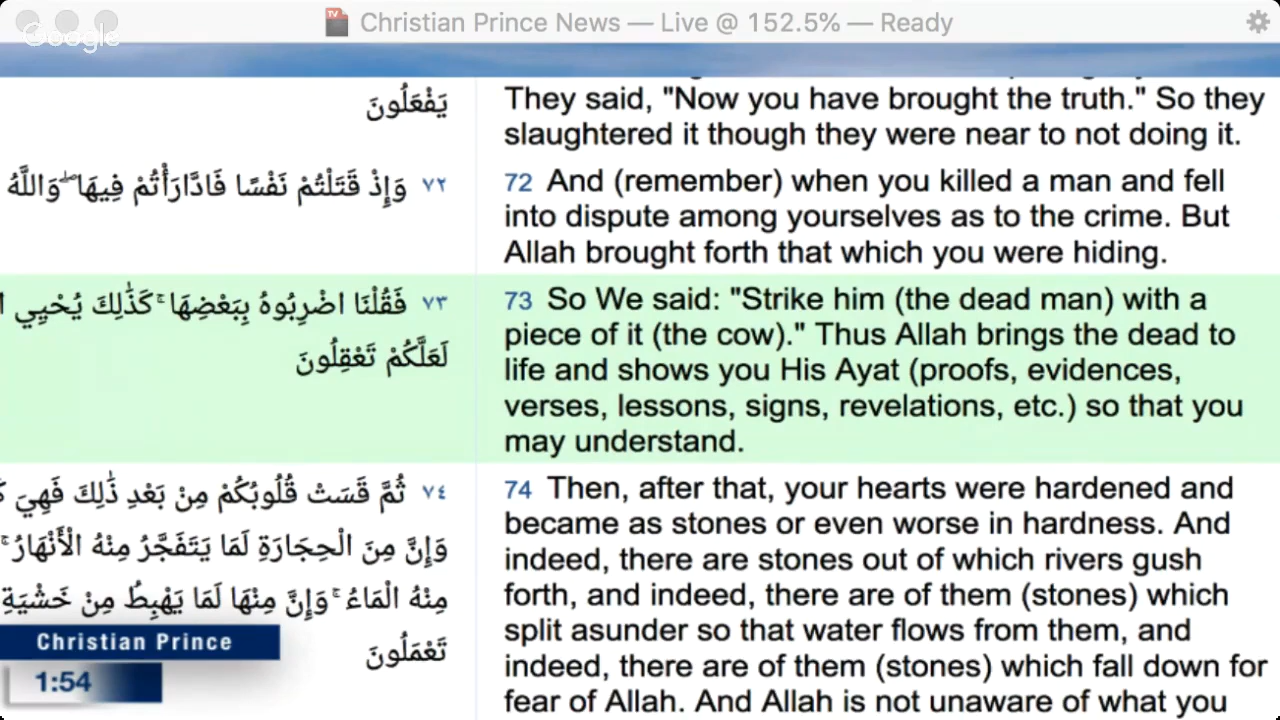 Christian Prince News — Live @ 152.5% — Ready
Google
They said, "Now you have brought the truth." So they
يَفْعَلُونَ
slaughtered it though they were near to not doing it.
٧٢ وَإِذْ قَتَلْتُمْ نَفْسًا فَادَّارَأْتُمْ فِيهَا ۖ وَاللَّهُ
72 And (remember) when you killed a man and fell
into dispute among yourselves as to the crime. But
Allah brought forth that which you were hiding.
٧٣ فَقُلْنَا اضْرِبُوهُ بِبَعْضِهَا ۚ كَذَٰلِكَ يُحْيِي
لَعَلَّكُمْ تَعْقِلُونَ
73 So We said: "Strike him (the dead man) with a
piece of it (the cow)." Thus Allah brings the dead to
life and shows you His Ayat (proofs, evidences,
verses, lessons, signs, revelations, etc.) so that you
may understand.
٧٤ ثُمَّ قَسَتْ قُلُوبُكُمْ مِنْ بَعْدِ ذَٰلِكَ فَهِيَ
وَإِنَّ مِنَ الْحِجَارَةِ لَمَا يَتَفَجَّرُ مِنْهُ الْأَنْهَارُ ۚ
مِنْهُ الْمَاءُ ۚ وَإِنَّ مِنْهَا لَمَا يَهْبِطُ مِنْ خَشْيَةِ
تَعْمَلُونَ
74 Then, after that, your hearts were hardened and
became as stones or even worse in hardness. And
indeed, there are stones out of which rivers gush
forth, and indeed, there are of them (stones) which
split asunder so that water flows from them, and
indeed, there are of them (stones) which fall down for
fear of Allah. And Allah is not unaware of what you
Christian Prince
1:54